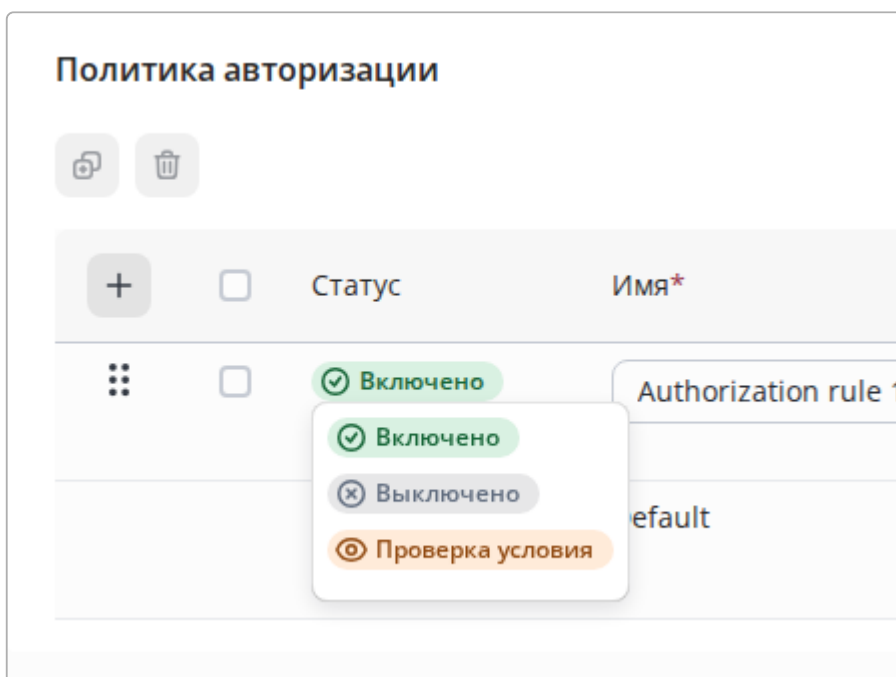 Политика авторизации
Статус Имя*
Включено Authorization rule
Включено
Выключено
efault
Проверка условия